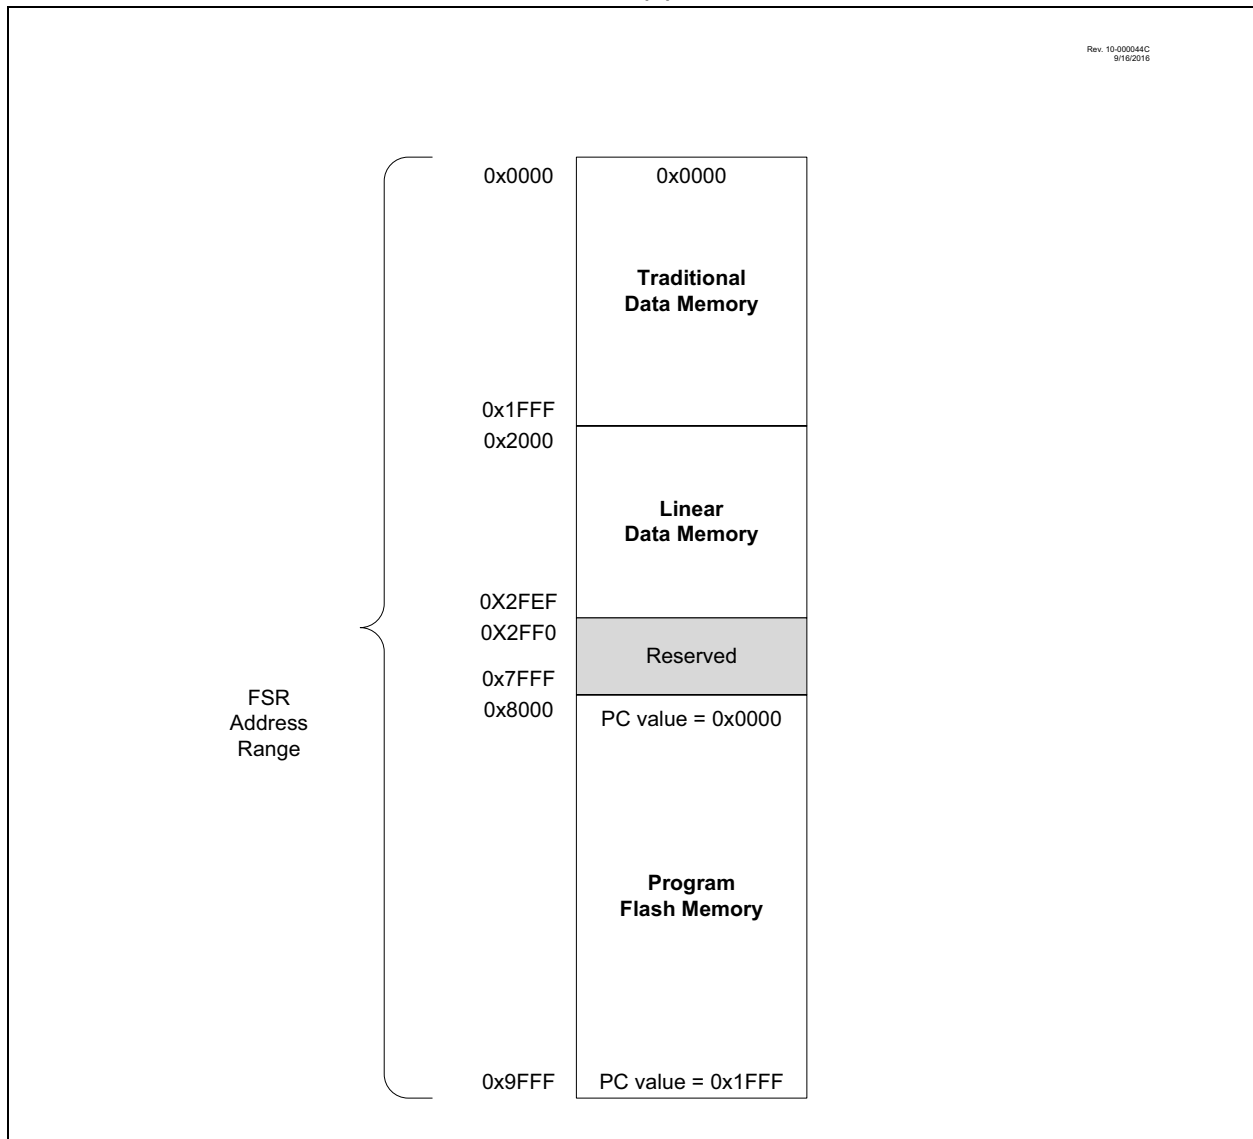 Rev. 10-000044C
9/16/2016
0x0000
0x0000
Traditional
Data Memory
0x1FFF
0x2000
Linear
Data Memory
0X2FEF
0X2FF0
Reserved
0x7FFF
0x8000
PC value = 0x0000
FSR
Address
Range
Program
Flash Memory
0x9FFF
PC value = 0x1FFF